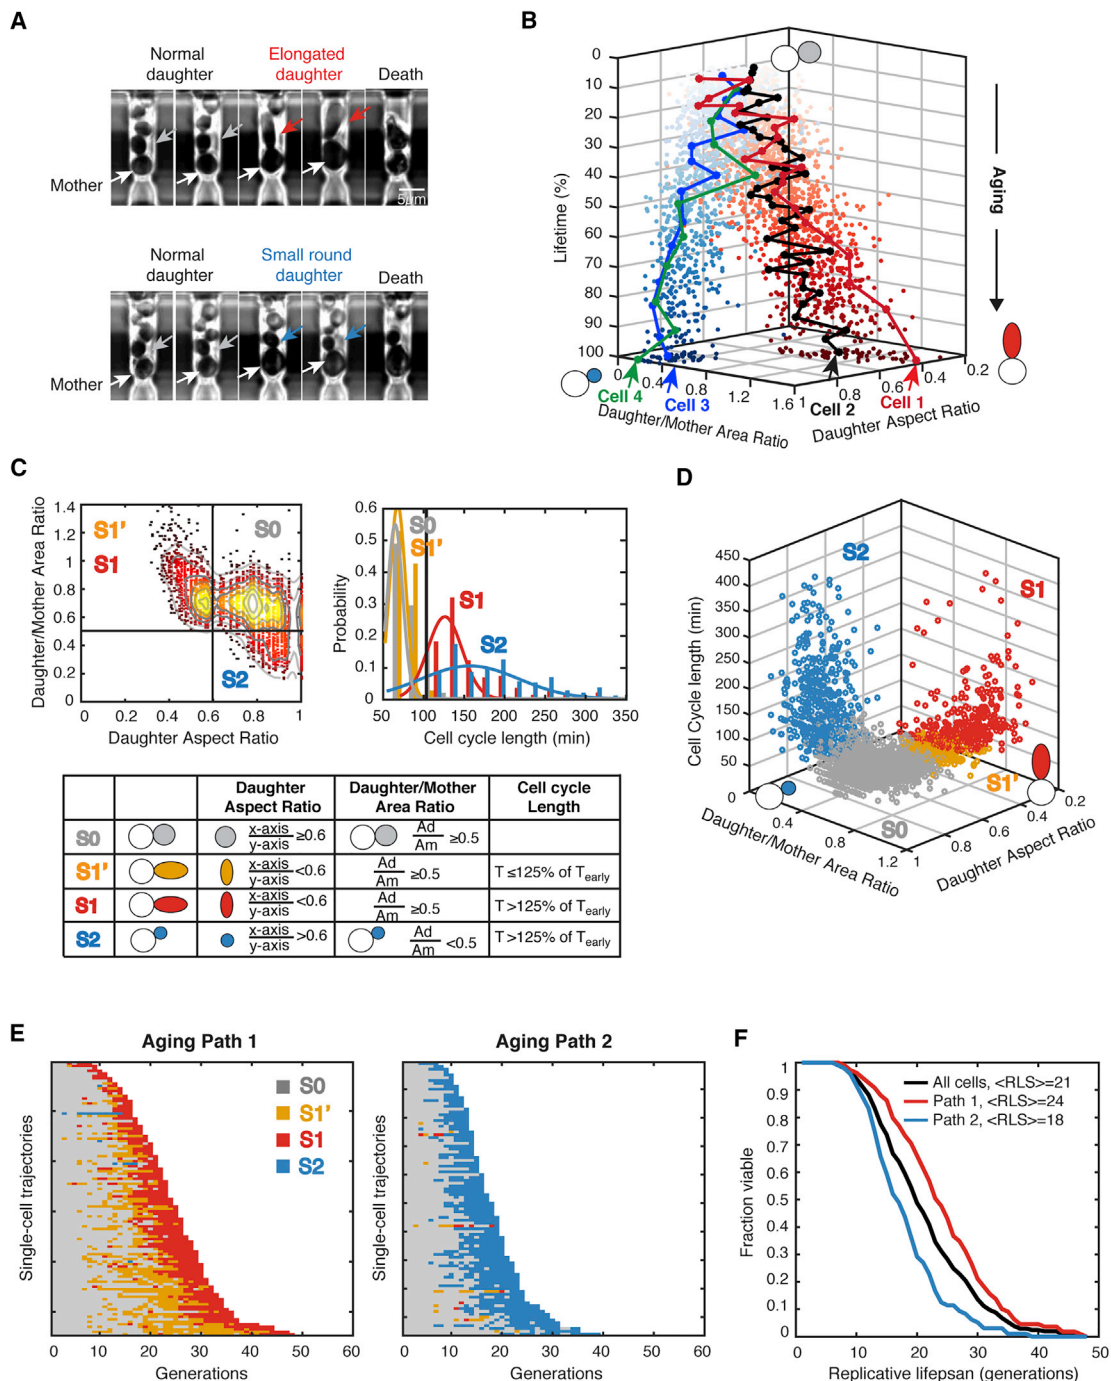 A
Normal
daughter
Elongated
daughter
Death
Mother
5μm
Normal
daughter
Small round
daughter
Death
Mother
B
0
10
20
30
40
50
60
70
80
90
100
Lifetime (%)
Aging
0
0.4
0.8
1.2
1.6
1
0.8
0.6
0.4
0.2
Cell 4
Cell 3
Cell 2
Cell 1
Daughter/Mother Area Ratio
Daughter Aspect Ratio
C
1.4
1.2
1
0.8
0.6
0.4
0.2
0
Daughter/Mother Area Ratio
S1'
S1
S0
S2
0
0.2
0.4
0.6
0.8
1
Daughter Aspect Ratio
0.6
0.5
0.4
0.3
0.2
0.1
0
Probability
S0
S1'
S1
S2
50
100
150
200
250
300
350
Cell cycle length (min)
Daughter
Aspect Ratio
Daughter/Mother
Area Ratio
Cell cycle
Length
S0
x-axis
y-axis
≥0.6
Ad
Am
≥0.5
S1'
x-axis
y-axis
<0.6
Ad
Am
≥0.5
T ≤125% of Tearly
S1
x-axis
y-axis
<0.6
Ad
Am
≥0.5
T >125% of Tearly
S2
x-axis
y-axis
>0.6
Ad
Am
<0.5
T >125% of Tearly
D
450
400
350
300
250
200
150
100
50
0
Cell Cycle length (min)
S2
S1
S1'
S0
0.4
0.8
1.2
1
0.8
0.6
0.4
0.2
Daughter/Mother Area Ratio
Daughter Aspect Ratio
E
Aging Path 1
Single-cell trajectories
S0
S1'
S1
S2
0
10
20
30
40
50
60
Generations
Aging Path 2
Single-cell trajectories
0
10
20
30
40
50
60
Generations
F
1
0.9
0.8
0.7
0.6
0.5
0.4
0.3
0.2
0.1
0
Fraction viable
All cells, <RLS>=21
Path 1, <RLS>=24
Path 2, <RLS>=18
0
10
20
30
40
50
Replicative lifepsan (generations)